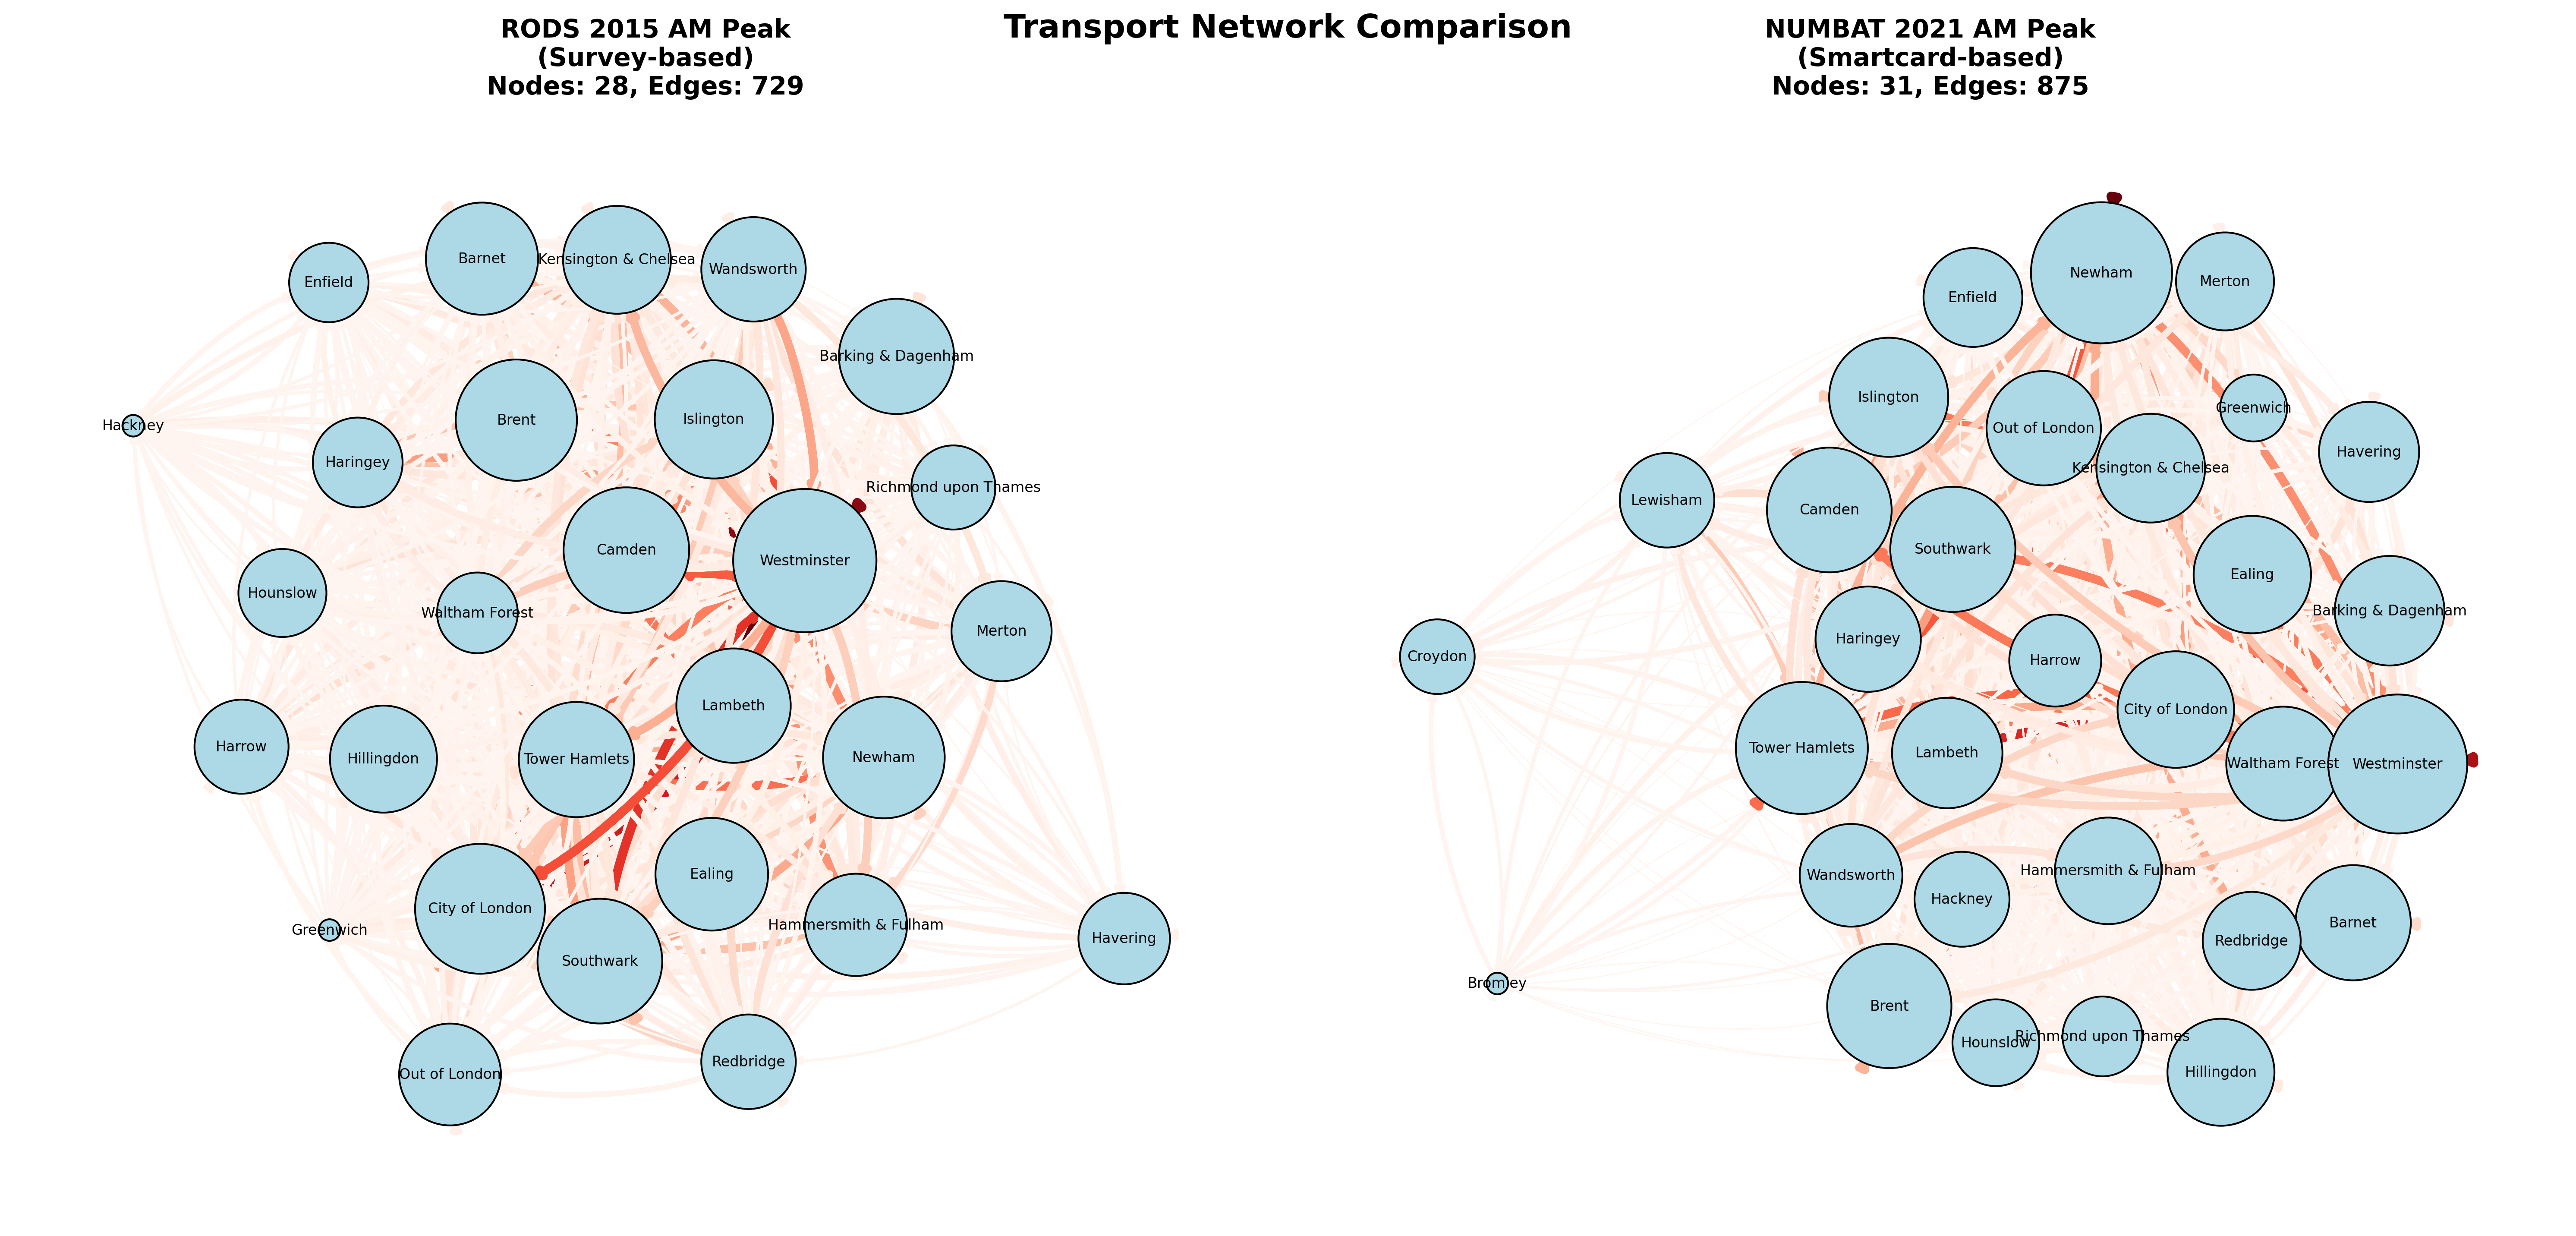 Transport Network Comparison
RODS 2015 AM Peak
(Survey-based)
Nodes: 28, Edges: 729
Barnet
Kensington & Chelsea
Wandsworth
Enfield
Barking & Dagenham
Brent
Islington
Hackney
Haringey
Richmond upon Thames
Camden
Westminster
Hounslow
Waltham Forest
Merton
Lambeth
Harrow
Hillingdon
Tower Hamlets
Newham
Ealing
City of London
Hammersmith & Fulham
Greenwich
Havering
Southwark
Redbridge
Out of London
NUMBAT 2021 AM Peak
(Smartcard-based)
Nodes: 31, Edges: 875
Newham
Merton
Enfield
Islington
Greenwich
Out of London
Havering
Kensington & Chelsea
Lewisham
Camden
Southwark
Ealing
Barking & Dagenham
Haringey
Croydon
Harrow
City of London
Tower Hamlets
Lambeth
Waltham Forest
Westminster
Hammersmith & Fulham
Wandsworth
Hackney
Barnet
Redbridge
Bromley
Brent
Richmond upon Thames
Hounslow
Hillingdon